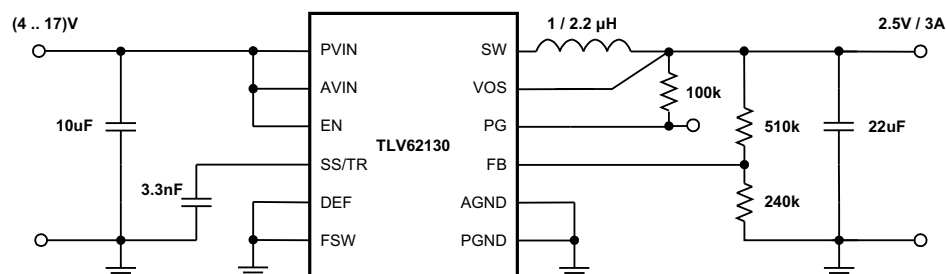 (4 .. 17)V
1 / 2.2 µH
2.5V / 3A
PVIN
SW
AVIN
VOS
100k
10uF
EN
PG
510k
22uF
TLV62130
SS/TR
FB
3.3nF
DEF
AGND
240k
FSW
PGND